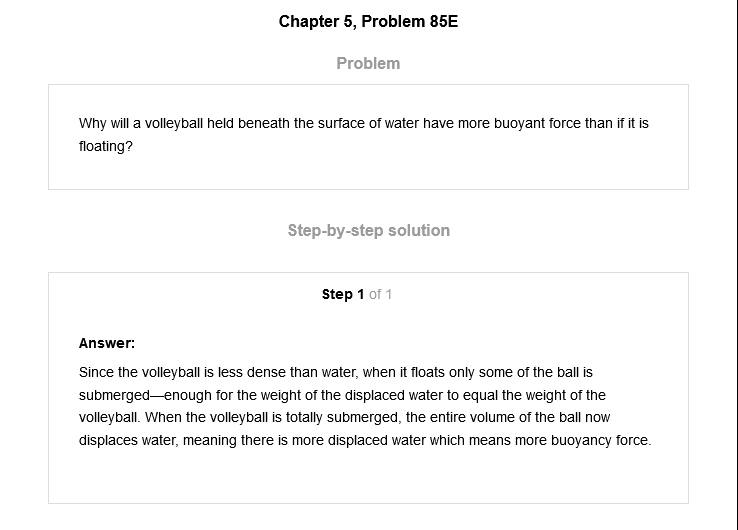 Chapter 5, Problem 85E
Problem
Why will a volleyball held beneath the surface of water have more buoyant force than if it is
floating?
Step-by-step solution
Step 1 of 1
Answer:
Since the volleyball is less dense than water, when it floats only some of the ball is
submerged—enough for the weight of the displaced water to equal the weight of the
volleyball. When the volleyball is totally submerged, the entire volume of the ball now
displaces water, meaning there is more displaced water which means more buoyancy force.